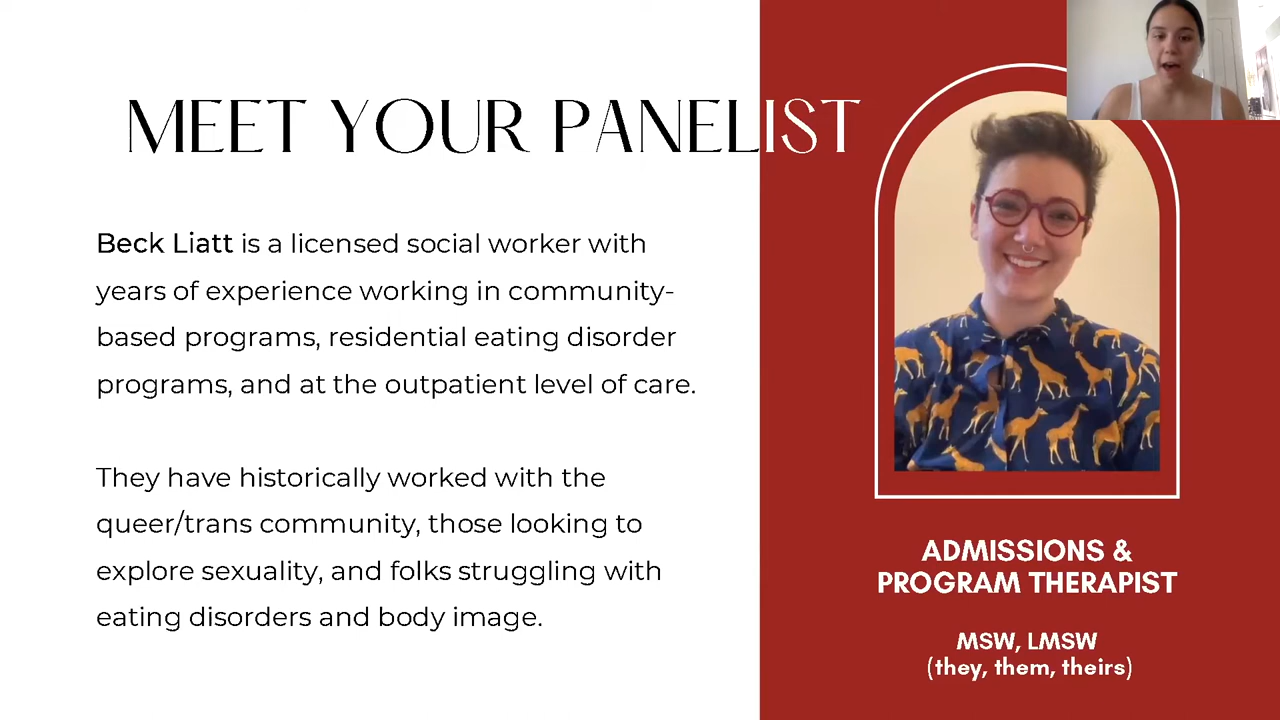 MEET YOUR PANELIST
Beck Liatt is a licensed social worker with
years of experience working in community-
based programs, residential eating disorder
programs, and at the outpatient level of care.
They have historically worked with the
queer/trans community, those looking to
explore sexuality, and folks struggling with
eating disorders and body image.
ADMISSIONS &
PROGRAM THERAPIST
MSW, LMSW
(they, them, theirs)